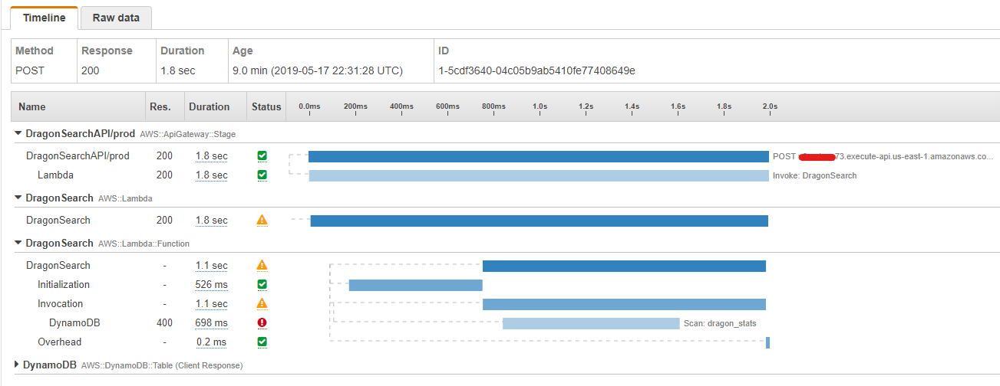 Timeline Raw data
Method Response Duration Age ID
POST 200 1.8 sec 9.0 min (2019-05-17 22:31:28 UTC) 1-5cdf3640-04c05b9ab5410fe77408649e
Name Res. Duration Status 0.0ms 200ms 400ms 600ms 800ms 1.0s 1.2s 1.4s 1.6s 1.8s 2.0s
DragonSearchAPI/prod AWS::ApiGateway::Stage
DragonSearchAPI/prod 200 1.8 sec POST 73.execute-api.us-east-1.amazonaws.co...
Lambda 200 1.8 sec Invoke: DragonSearch
DragonSearch AWS::Lambda
DragonSearch 200 1.8 sec
DragonSearch AWS::Lambda::Function
DragonSearch - 1.1 sec
Initialization - 526 ms
Invocation - 1.1 sec
DynamoDB 400 698 ms Scan: dragon_stats
Overhead - 0.2 ms
DynamoDB AWS::DynamoDB::Table (Client Response)